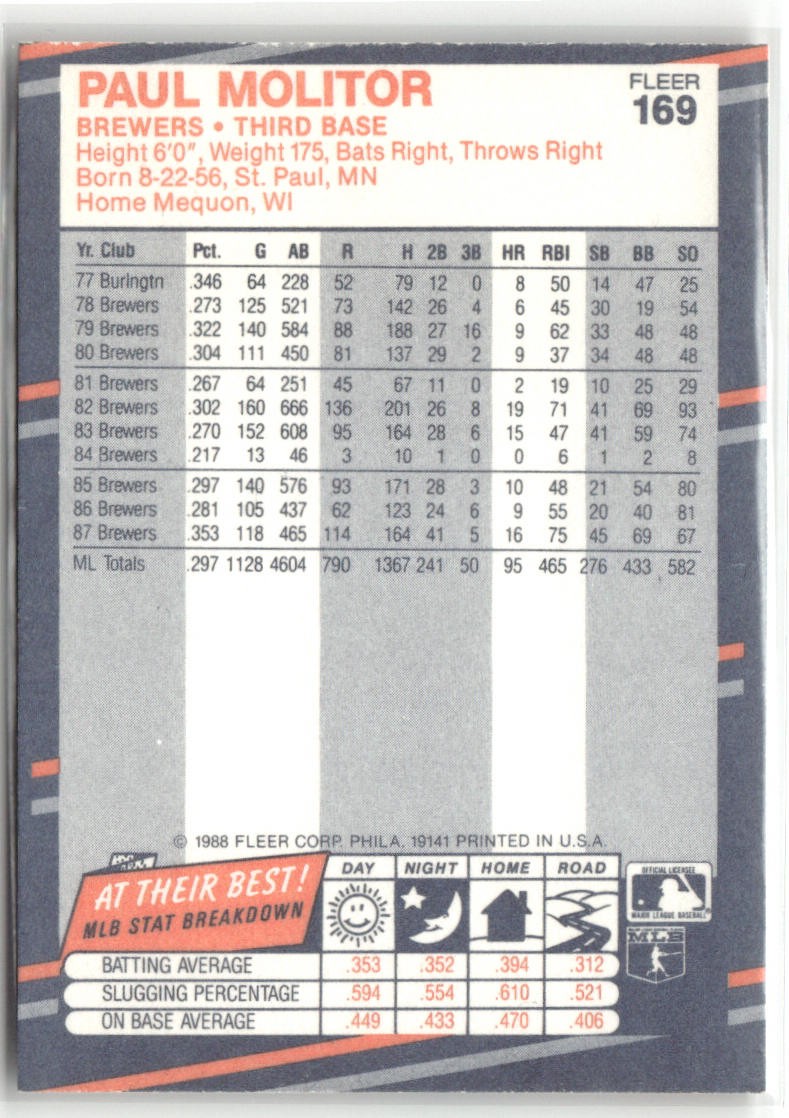 PAUL MOLITOR
FLEER
169
BREWERS • THIRD BASE
Height 6'0", Weight 175, Bats Right, Throws Right
Born 8-22-56, St. Paul, MN
Home Mequon, WI
Yr. Club Pct. G AB R H 2B 3B HR RBI SB BB SO
77 Burlngtn .346 64 228 52 79 12 0 8 50 14 47 25
78 Brewers .273 125 521 73 142 26 4 6 45 30 19 54
79 Brewers .322 140 584 88 188 27 16 9 62 33 48 48
80 Brewers .304 111 450 81 137 29 2 9 37 34 48 48
81 Brewers .267 64 251 45 67 11 0 2 19 10 25 29
82 Brewers .302 160 666 136 201 26 8 19 71 41 69 93
83 Brewers .270 152 608 95 164 28 6 15 47 41 59 74
84 Brewers .217 13 46 3 10 1 0 0 6 1 2 8
85 Brewers .297 140 576 93 171 28 3 10 48 21 54 80
86 Brewers .281 105 437 62 123 24 6 9 55 20 40 81
87 Brewers .353 118 465 114 164 41 5 16 75 45 69 67
ML Totals .297 1128 4604 790 1367 241 50 95 465 276 433 582
© 1988 FLEER CORP. PHILA. 19141 PRINTED IN U.S.A.
AT THEIR BEST!
MLB STAT BREAKDOWN
DAY NIGHT HOME ROAD
BATTING AVERAGE .353 .352 .394 .312
SLUGGING PERCENTAGE .594 .554 .610 .521
ON BASE AVERAGE .449 .433 .470 .406
OFFICIAL LICENSEE
MAJOR LEAGUE BASEBALL
MLB